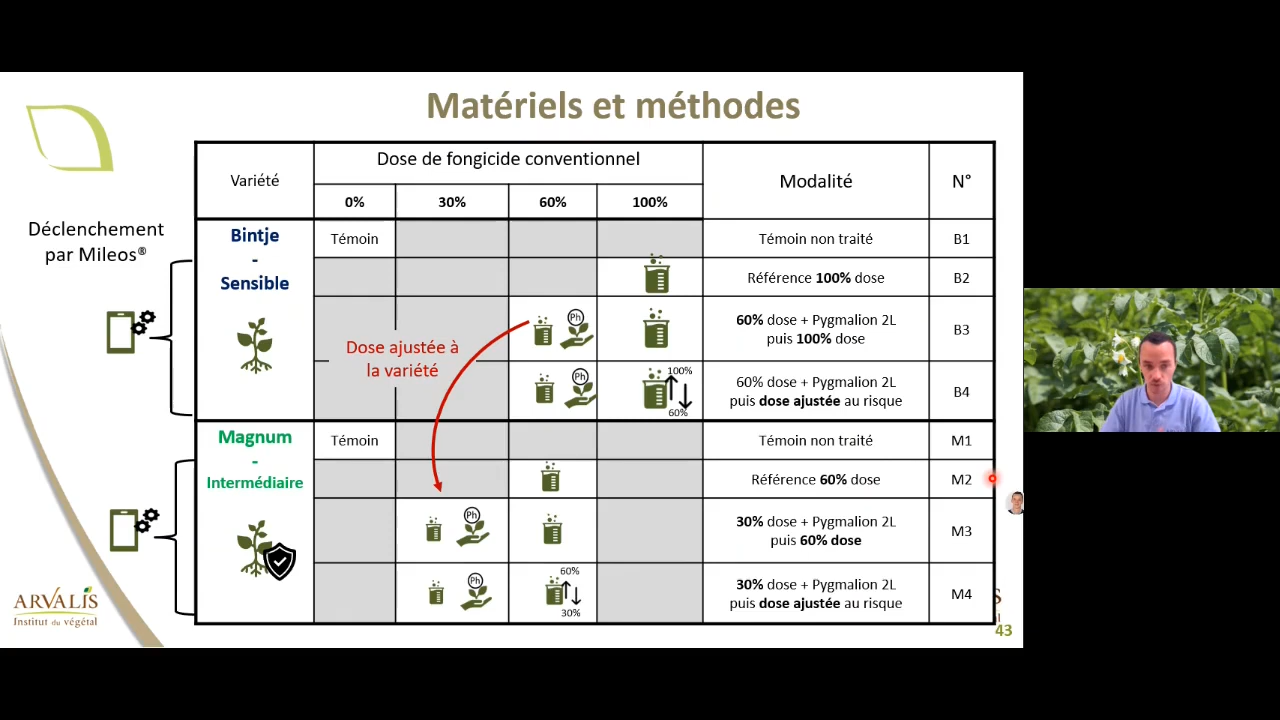 Matériels et méthodes
Variété
Dose de fongicide conventionnel
Modalité
N°
0%
30%
60%
100%
Déclenchement
par Mileos®
Bintje
-
Sensible
Témoin
Témoin non traité
B1
Référence 100% dose
B2
60% dose + Pygmalion 2L
puis 100% dose
B3
Ph
Dose ajustée à
la variété
Ph
100%
60%
60% dose + Pygmalion 2L
puis dose ajustée au risque
B4
Magnum
-
Intermédiaire
Témoin
Témoin non traité
M1
Référence 60% dose
M2
Ph
30% dose + Pygmalion 2L
puis 60% dose
M3
Ph
60%
30%
30% dose + Pygmalion 2L
puis dose ajustée au risque
M4
ARVALIS
Institut du végétal
43